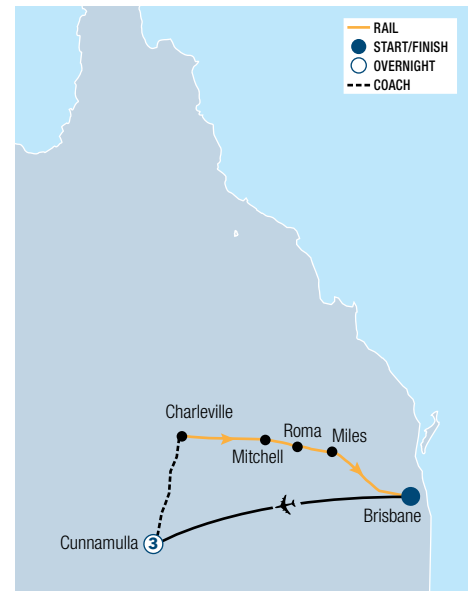 RAIL
START/FINISH
OVERNIGHT
COACH
Charleville
Roma
Miles
Mitchell
Brisbane
Cunnamulla
3